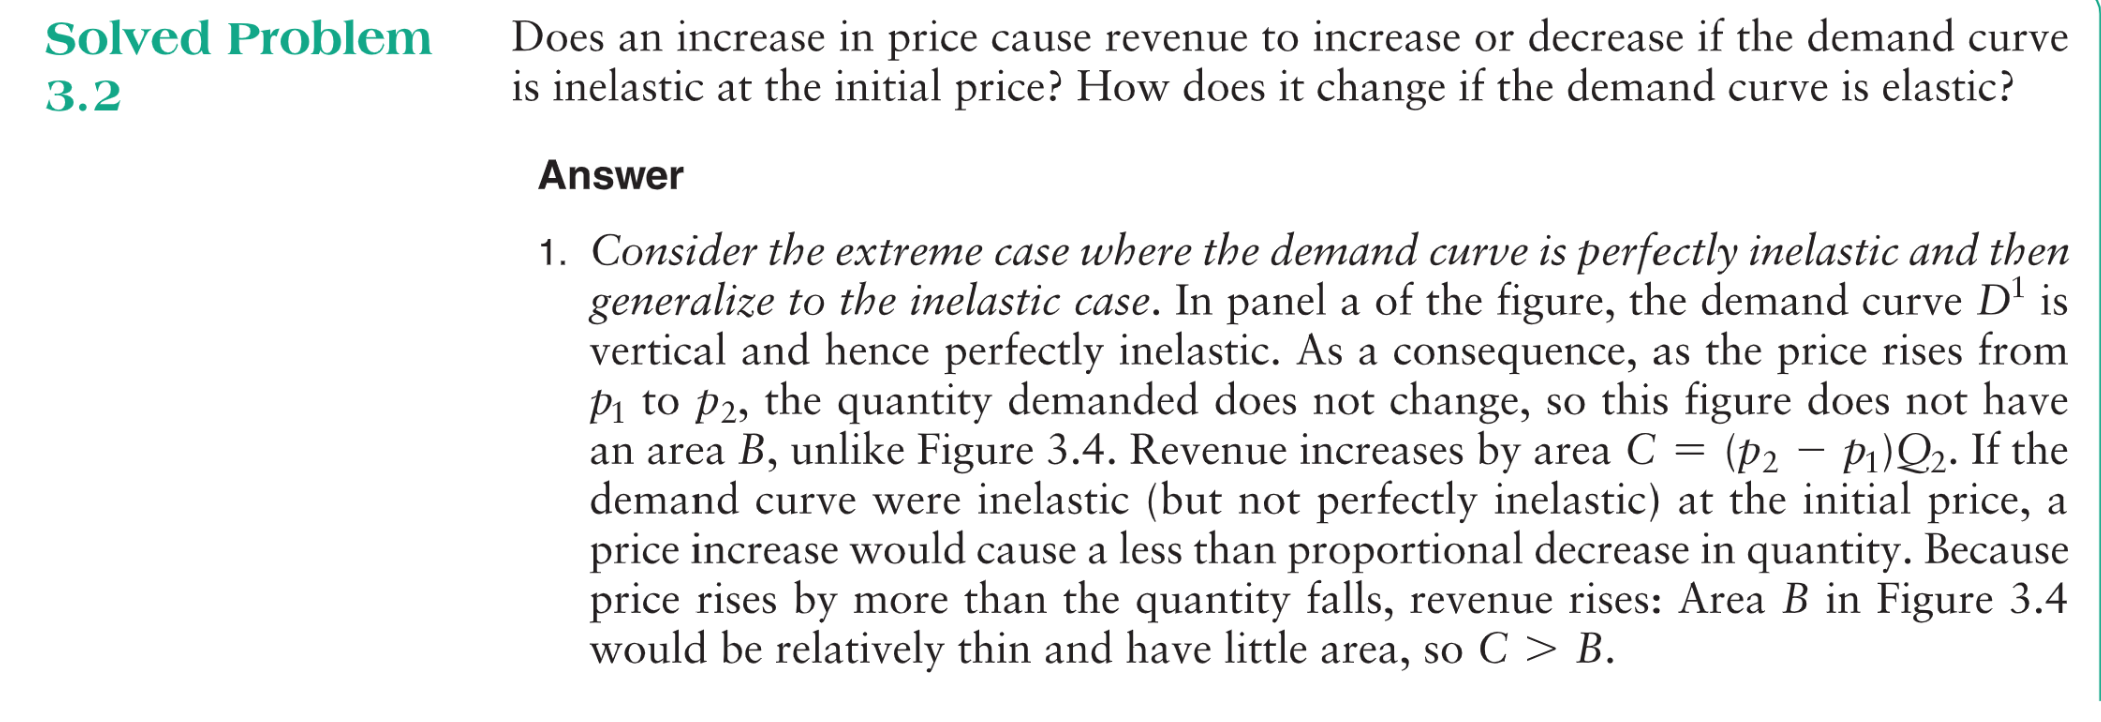 Solved Problem
3.2
Does an increase in price cause revenue to increase or decrease if the demand curve
is inelastic at the initial price? How does it change if the demand curve is elastic?
Answer
1. Consider the extreme case where the demand curve is perfectly inelastic and then
generalize to the inelastic case. In panel a of the figure, the demand curve D¹ is
vertical and hence perfectly inelastic. As a consequence, as the price rises from
p₁ to p₂, the quantity demanded does not change, so this figure does not have
an area B, unlike Figure 3.4. Revenue increases by area C = (p₂ − p₁)Q₂. If the
demand curve were inelastic (but not perfectly inelastic) at the initial price, a
price increase would cause a less than proportional decrease in quantity. Because
price rises by more than the quantity falls, revenue rises: Area B in Figure 3.4
would be relatively thin and have little area, so C > B.